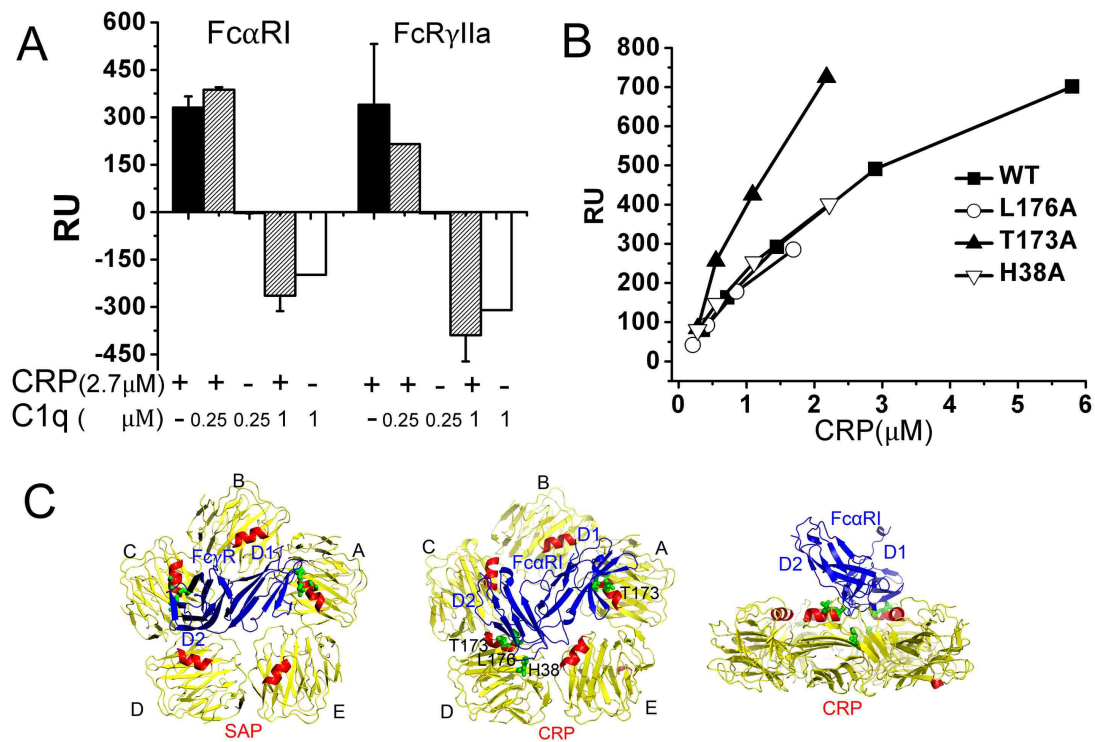 A
FcαRI
FcRγIIa
600
450
300
150
0
-150
-300
-450
RU
CRP(2.7μM) + + - + - + + - + -
C1q ( μM) - 0.25 0.25 1 1 - 0.25 0.25 1 1
B
800
700
600
500
400
300
200
100
0
RU
WT
L176A
T173A
H38A
0 1 2 3 4 5 6
CRP(μM)
C
B
C
FcγRI
D1
A
D2
D
E
SAP
B
C
FcαRI
D1
A
D2
T173
T173
L176
H38
D
E
CRP
FcαRI
D2
D1
CRP